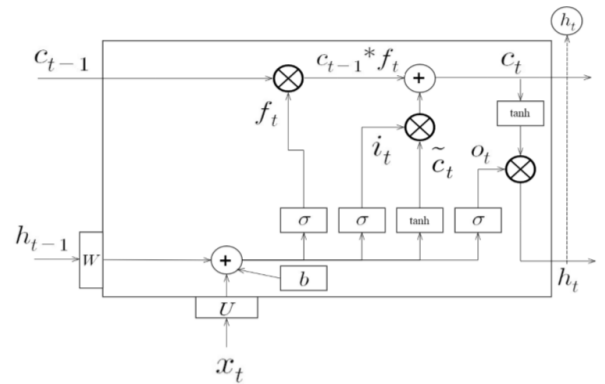 h_t
c_{t-1}
c_{t-1}*f_t
+
c_t
f_t
tanh
i_t
c̃_t
o_t
σ
σ
tanh
σ
h_{t-1}
W
+
b
h_t
U
x_t